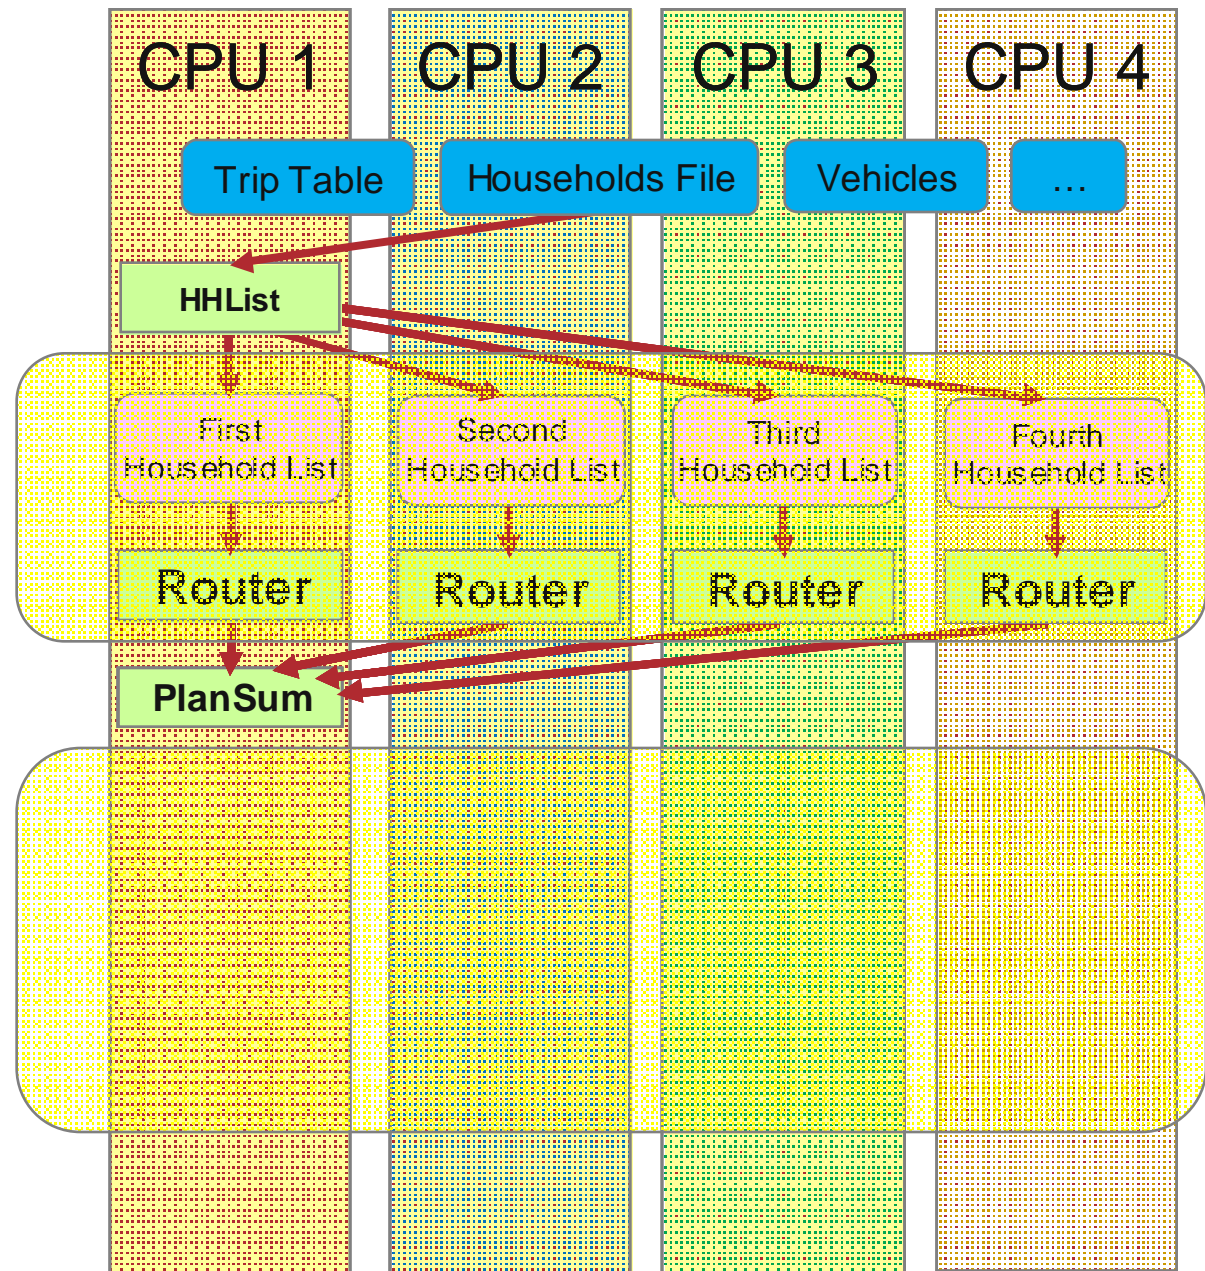 CPU 1
CPU 2
CPU 3
CPU 4
Trip Table
Households File
Vehicles
...
HHList
First
Household List
Second
Household List
Third
Household List
Fourth
Household List
Router
Router
Router
Router
PlanSum